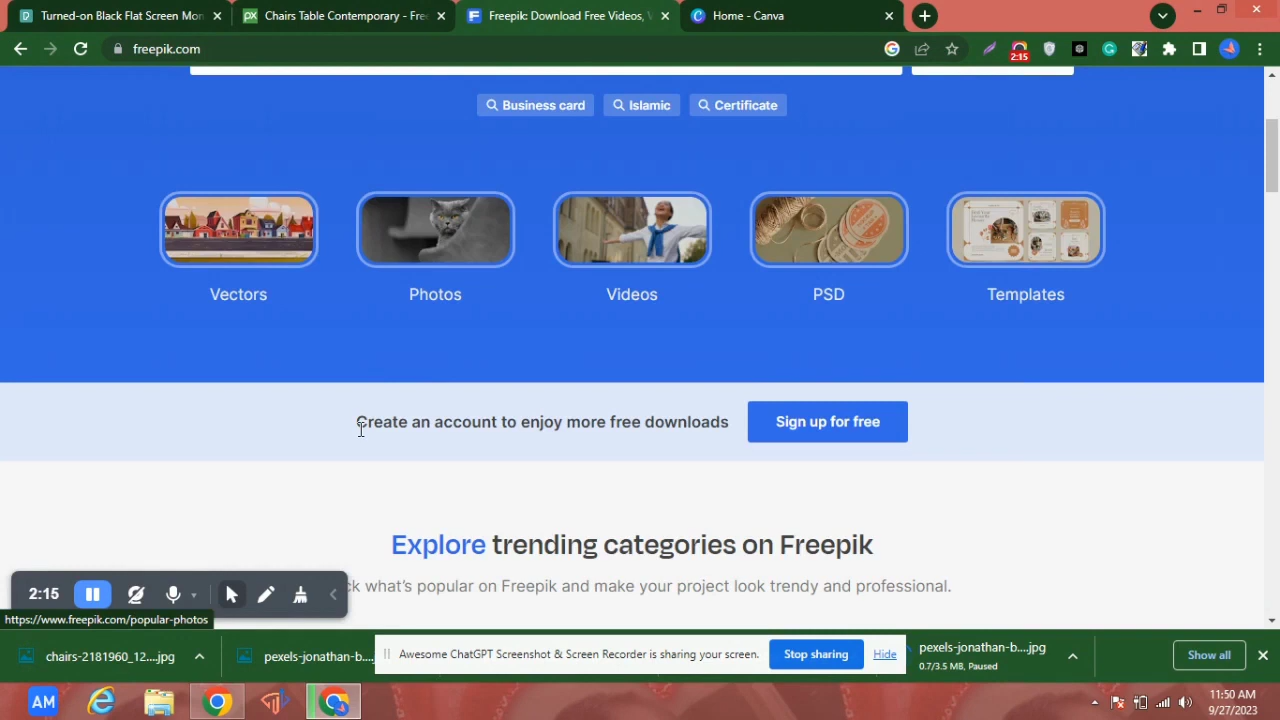 Turned-on Black Flat Screen Mon
Chairs Table Contemporary - Fre
Freepik: Download Free Videos, V
Home - Canva
freepik.com
2:15
Business card
Islamic
Certificate
Vectors
Photos
Videos
PSD
Templates
Create an account to enjoy more free downloads
Sign up for free
Explore trending categories on Freepik
ck what's popular on Freepik and make your project look trendy and professional.
2:15
https://www.freepik.com/popular-photos
chairs-2181960_12....jpg
pexels-jonathan-b....j
Awesome ChatGPT Screenshot & Screen Recorder is sharing your screen.
Stop sharing
Hide
pexels-jonathan-b....jpg
0.7/3.5 MB, Paused
Show all
AM
11:50 AM
9/27/2023